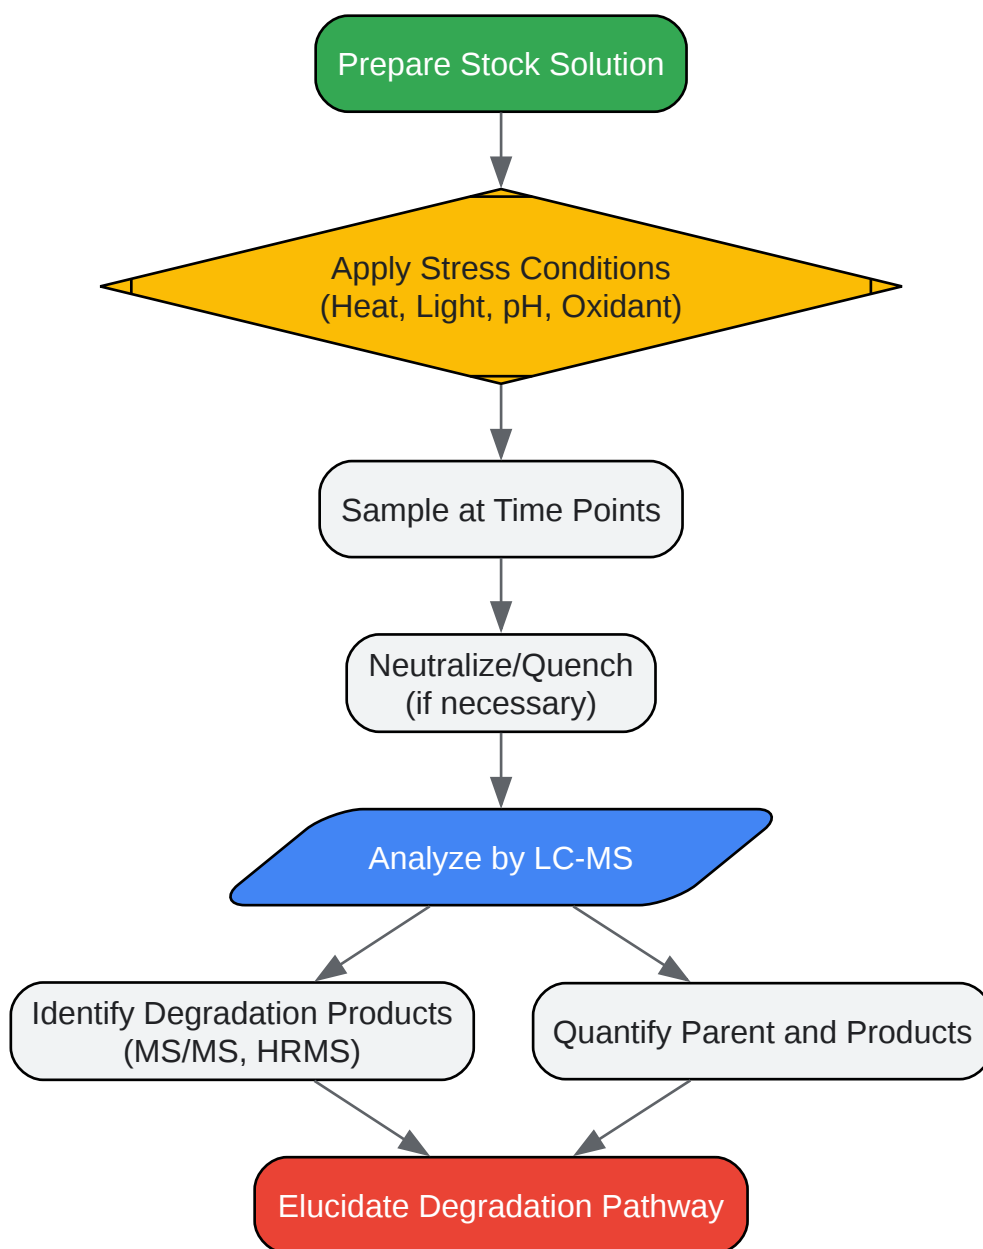 Prepare Stock Solution
Apply Stress Conditions
(Heat, Light, pH, Oxidant)
Sample at Time Points
Neutralize/Quench
(if necessary)
Analyze by LC-MS
Identify Degradation Products
(MS/MS, HRMS)
Quantify Parent and Products
Elucidate Degradation Pathway